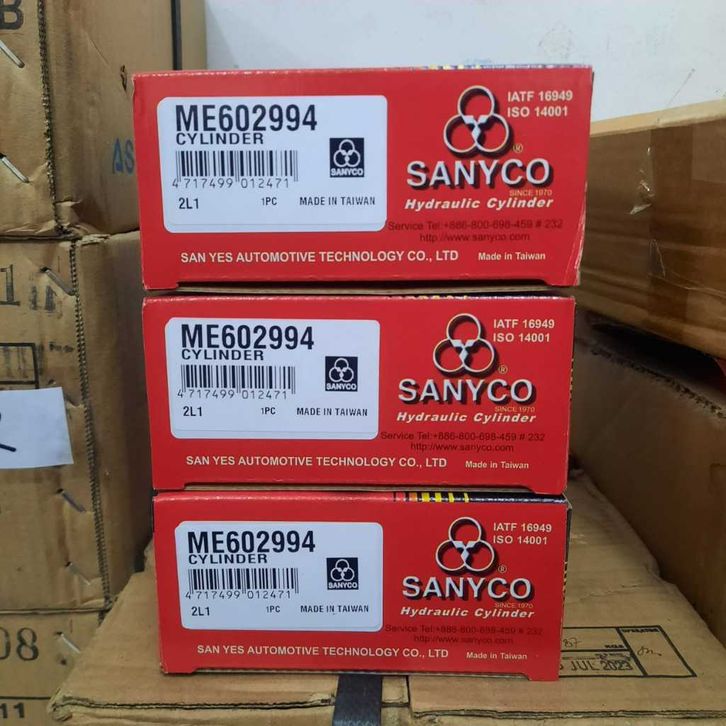 B
AS
ME602994
CYLINDER
4 717499 012471
2L1 1PC MADE IN TAIWAN
SANYCO
IATF 16949
ISO 14001
®
SANYCO
SINCE 1970
Hydraulic Cylinder
Service Tel:+886-800-698-459 # 232
http://www.sanyco.com
SAN YES AUTOMOTIVE TECHNOLOGY CO., LTD Made in Taiwan
ME602994
CYLINDER
4 717499 012471
2L1 1PC MADE IN TAIWAN
SANYCO
IATF 16949
ISO 14001
®
SANYCO
SINCE 1970
Hydraulic Cylinder
Service Tel:+886-800-698-459 # 232
http://www.sanyco.com
SAN YES AUTOMOTIVE TECHNOLOGY CO., LTD Made in Taiwan
ME602994
CYLINDER
4 717499 012471
2L1 1PC MADE IN TAIWAN
SANYCO
IATF 16949
ISO 14001
®
SANYCO
SINCE 1970
Hydraulic Cylinder
Service Tel:+886-800-698-459 # 232
http://www.sanyco.com
SAN YES AUTOMOTIVE TECHNOLOGY CO., LTD Made in Taiwan
08
11
JUL 2023